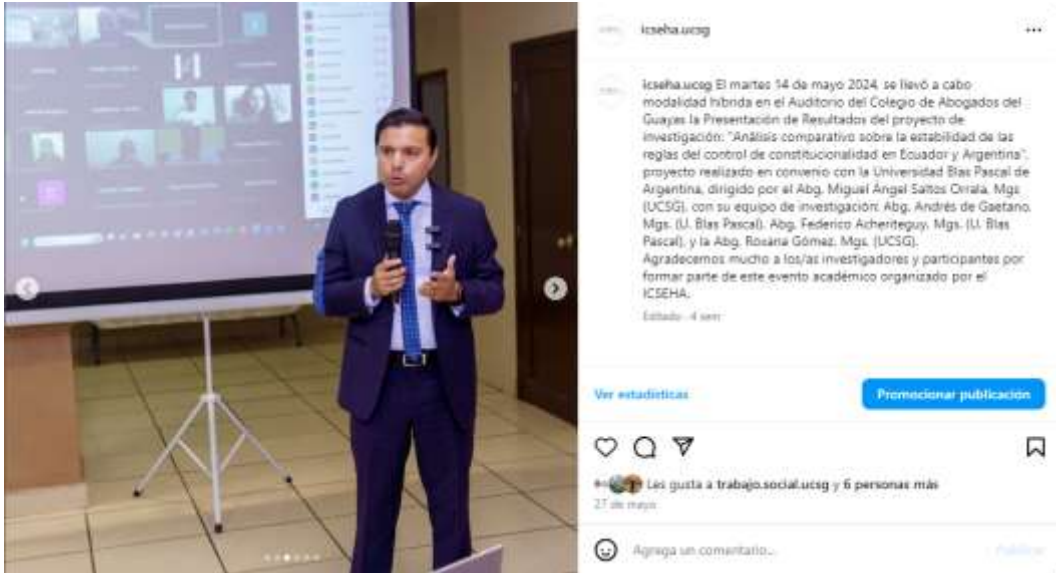 icseha.ucsg
icseha.ucsg El martes 14 de mayo 2024, se llevó a cabo
modalidad híbrida en el Auditorio del Colegio de Abogados del
Guayas la Presentación de Resultados del proyecto de
investigación: "Análisis comparativo sobre la estabilidad de las
reglas del control de constitucionalidad en Ecuador y Argentina",
proyecto realizado en convenio con la Universidad Blas Pascal de
Argentina, dirigido por el Abg. Miguel Ángel Saltos Orrala, Mgs
(UCSG), con su equipo de investigación: Abg. Andrés de Gaetano,
Mgs. (U. Blas Pascal), Abg. Federico Acheriteguy, Mgs. (U. Blas
Pascal), y la Abg. Roxana Gómez, Mgs. (UCSG).
Agradecemos mucho a los/as investigadores y participantes por
formar parte de este evento académico organizado por el
ICSEHA.
Editado · 4 sem
Ver estadísticas
Promocionar publicación
Les gusta a trabajo.social.ucsg y 6 personas más
27 de mayo
Agrega un comentario...
Publicar